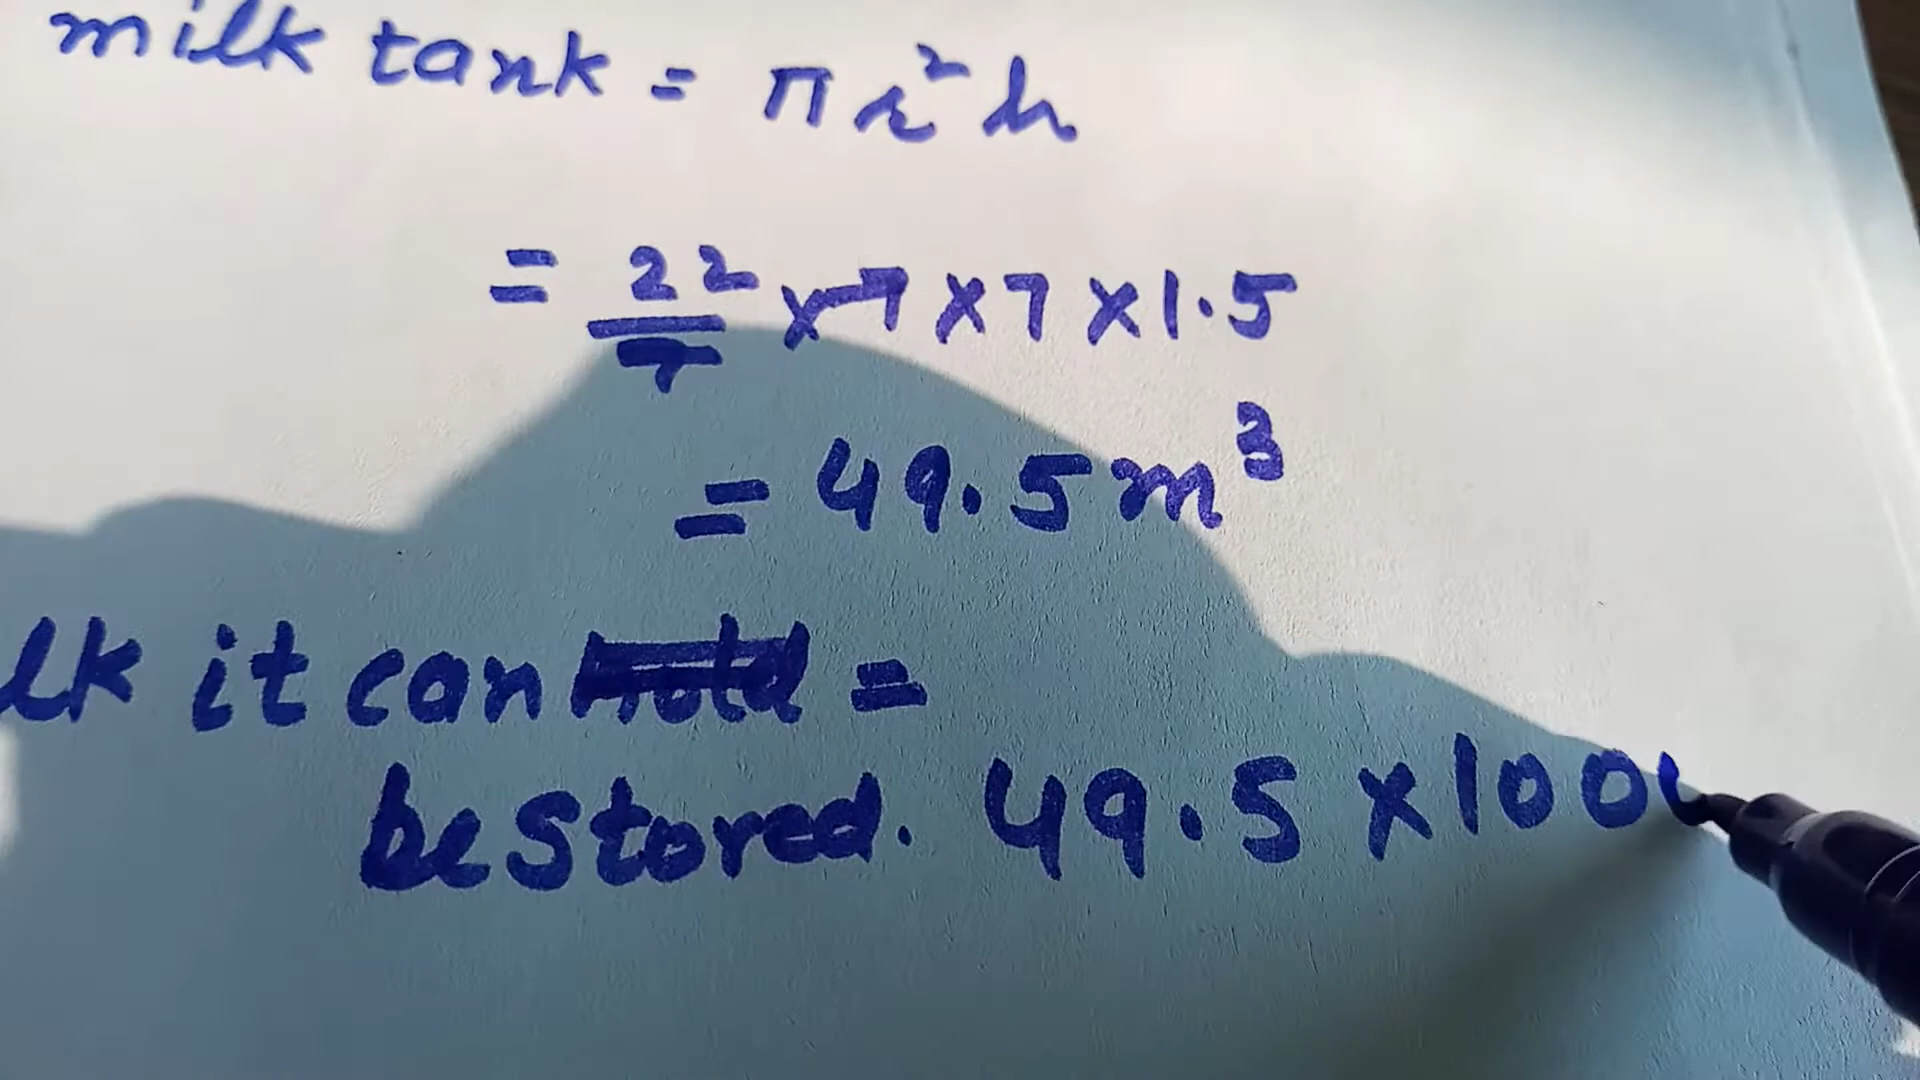 milk tank = πr²h
= 22/7 × 7 × 7 × 1.5
= 49.5 m³
lk it can =
be stored. 49.5 × 100